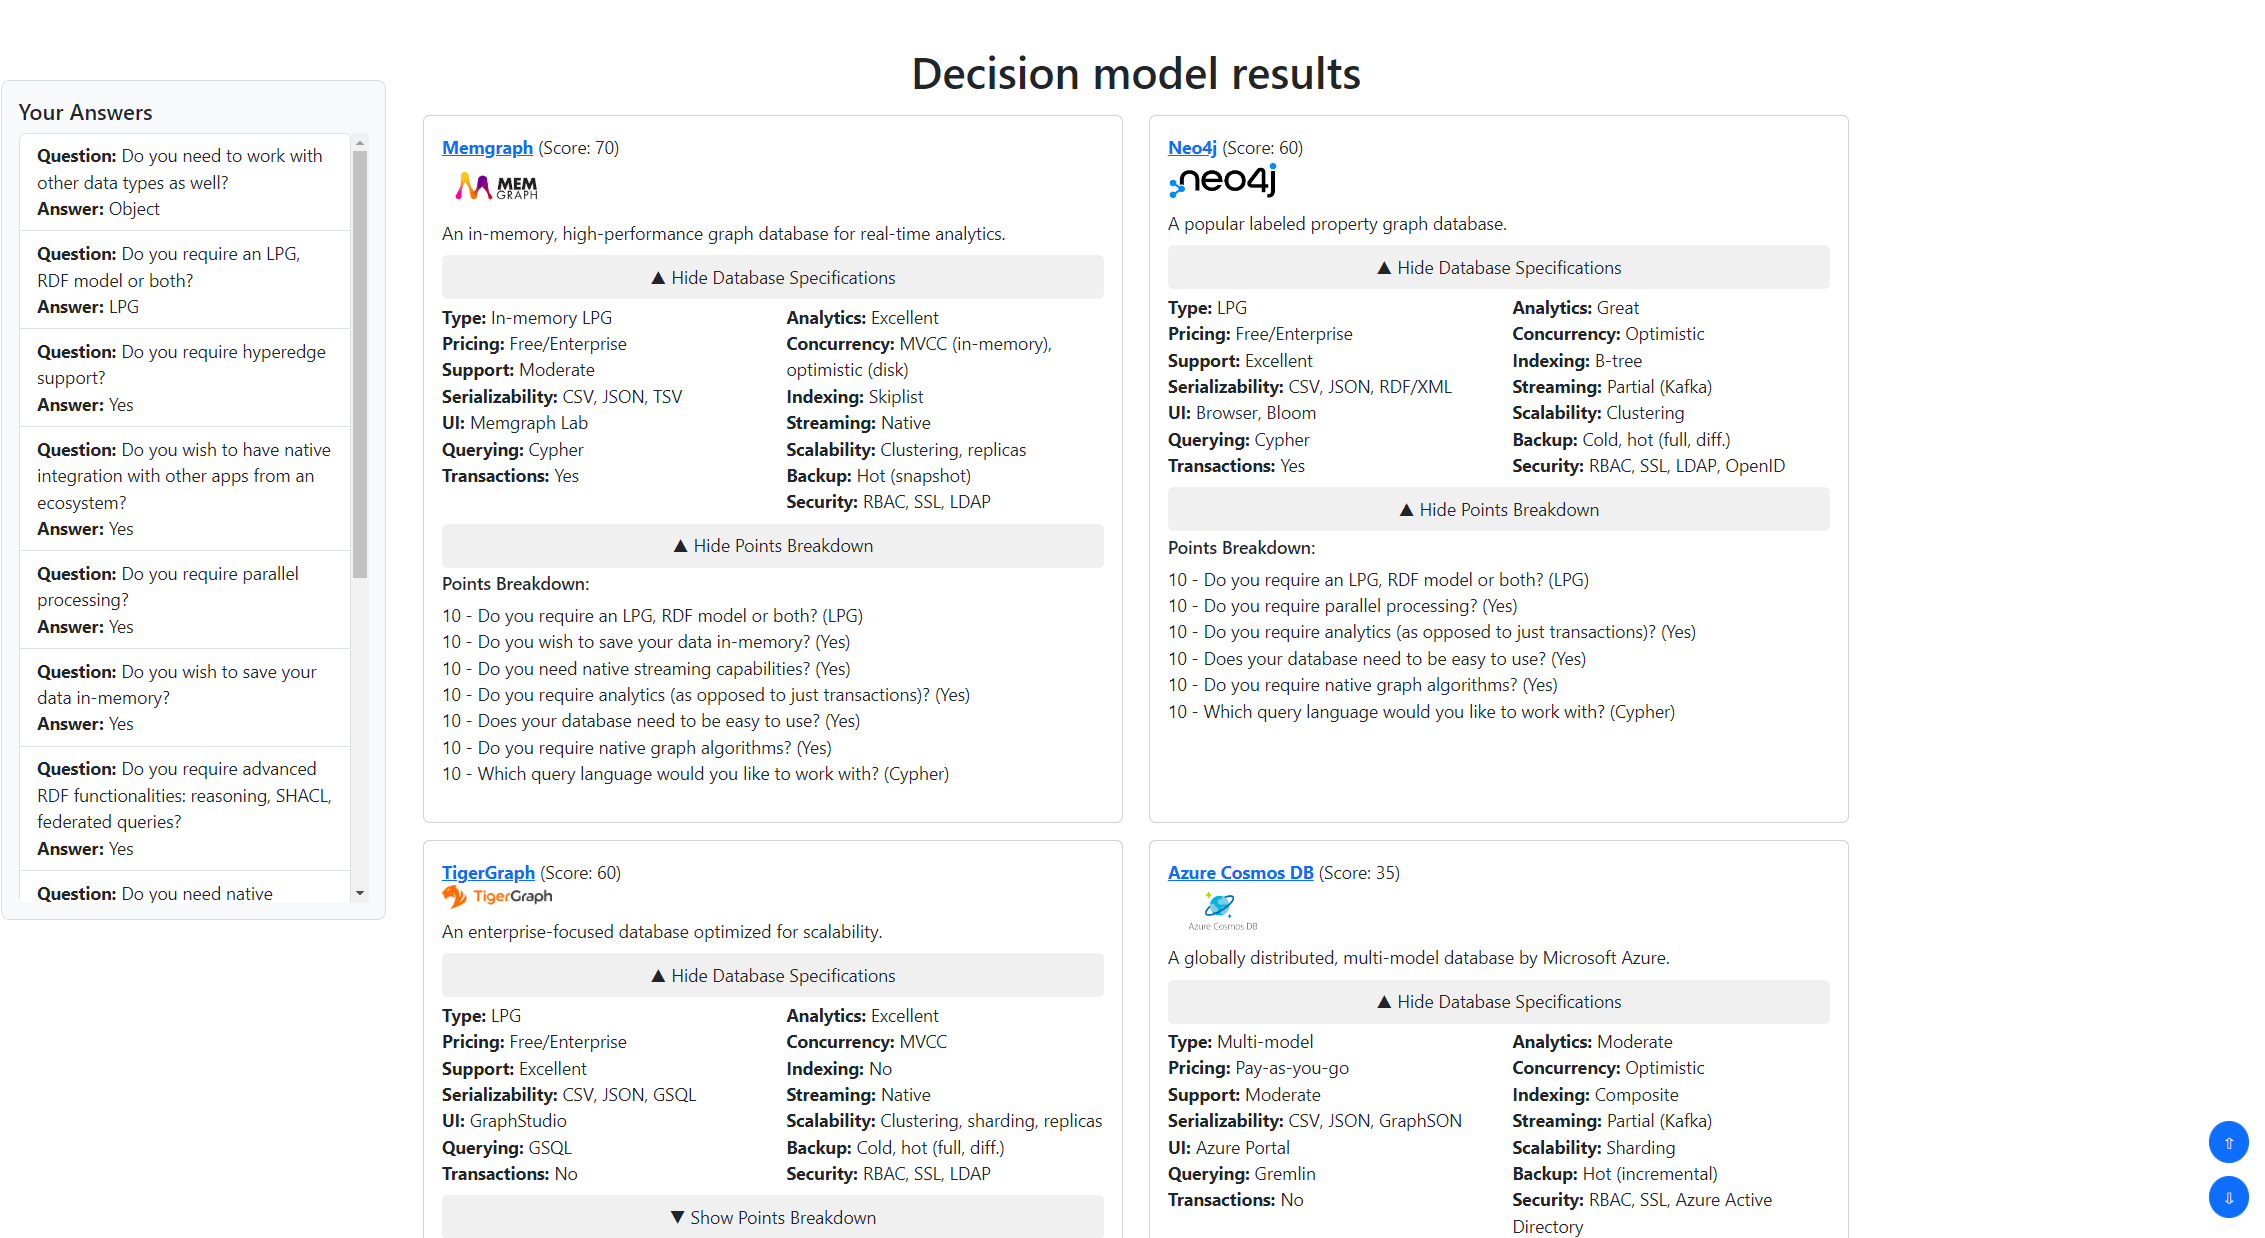 Decision model results
Your Answers
Question: Do you need to work with
other data types as well?
Answer: Object
Question: Do you require an LPG,
RDF model or both?
Answer: LPG
Question: Do you require hyperedge
support?
Answer: Yes
Question: Do you wish to have native
integration with other apps from an
ecosystem?
Answer: Yes
Question: Do you require parallel
processing?
Answer: Yes
Question: Do you wish to save your
data in-memory?
Answer: Yes
Question: Do you require advanced
RDF functionalities: reasoning, SHACL,
federated queries?
Answer: Yes
Question: Do you need native
Memgraph (Score: 70)
MEM
GRAPH
An in-memory, high-performance graph database for real-time analytics.
▲ Hide Database Specifications
Type: In-memory LPG
Pricing: Free/Enterprise
Support: Moderate
Serializability: CSV, JSON, TSV
UI: Memgraph Lab
Querying: Cypher
Transactions: Yes
Analytics: Excellent
Concurrency: MVCC (in-memory),
optimistic (disk)
Indexing: Skiplist
Streaming: Native
Scalability: Clustering, replicas
Backup: Hot (snapshot)
Security: RBAC, SSL, LDAP
▲ Hide Points Breakdown
Points Breakdown:
10 - Do you require an LPG, RDF model or both? (LPG)
10 - Do you wish to save your data in-memory? (Yes)
10 - Do you need native streaming capabilities? (Yes)
10 - Do you require analytics (as opposed to just transactions)? (Yes)
10 - Does your database need to be easy to use? (Yes)
10 - Do you require native graph algorithms? (Yes)
10 - Which query language would you like to work with? (Cypher)
Neo4j (Score: 60)
neo4j
A popular labeled property graph database.
▲ Hide Database Specifications
Type: LPG
Pricing: Free/Enterprise
Support: Excellent
Serializability: CSV, JSON, RDF/XML
UI: Browser, Bloom
Querying: Cypher
Transactions: Yes
Analytics: Great
Concurrency: Optimistic
Indexing: B-tree
Streaming: Partial (Kafka)
Scalability: Clustering
Backup: Cold, hot (full, diff.)
Security: RBAC, SSL, LDAP, OpenID
▲ Hide Points Breakdown
Points Breakdown:
10 - Do you require an LPG, RDF model or both? (LPG)
10 - Do you require parallel processing? (Yes)
10 - Do you require analytics (as opposed to just transactions)? (Yes)
10 - Does your database need to be easy to use? (Yes)
10 - Do you require native graph algorithms? (Yes)
10 - Which query language would you like to work with? (Cypher)
TigerGraph (Score: 60)
TigerGraph
An enterprise-focused database optimized for scalability.
▲ Hide Database Specifications
Type: LPG
Pricing: Free/Enterprise
Support: Excellent
Serializability: CSV, JSON, GSQL
UI: GraphStudio
Querying: GSQL
Transactions: No
Analytics: Excellent
Concurrency: MVCC
Indexing: No
Streaming: Native
Scalability: Clustering, sharding, replicas
Backup: Cold, hot (full, diff.)
Security: RBAC, SSL, LDAP
▼ Show Points Breakdown
Azure Cosmos DB (Score: 35)
Azure Cosmos DB
A globally distributed, multi-model database by Microsoft Azure.
▲ Hide Database Specifications
Type: Multi-model
Pricing: Pay-as-you-go
Support: Moderate
Serializability: CSV, JSON, GraphSON
UI: Azure Portal
Querying: Gremlin
Transactions: No
Analytics: Moderate
Concurrency: Optimistic
Indexing: Composite
Streaming: Partial (Kafka)
Scalability: Sharding
Backup: Hot (incremental)
Security: RBAC, SSL, Azure Active
Directory